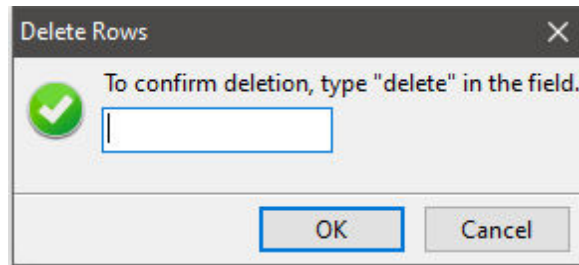 Delete Rows
To confirm deletion, type "delete" in the field.
OK
Cancel